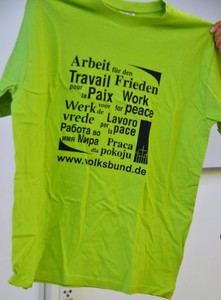 Arbeit für den
Travail Frieden
pour la Paix Work
for peace
Werk voor de Lavoro
vrede per la pace
Работа во
имя Мира Praca
dla pokoju
www.volksbund.de